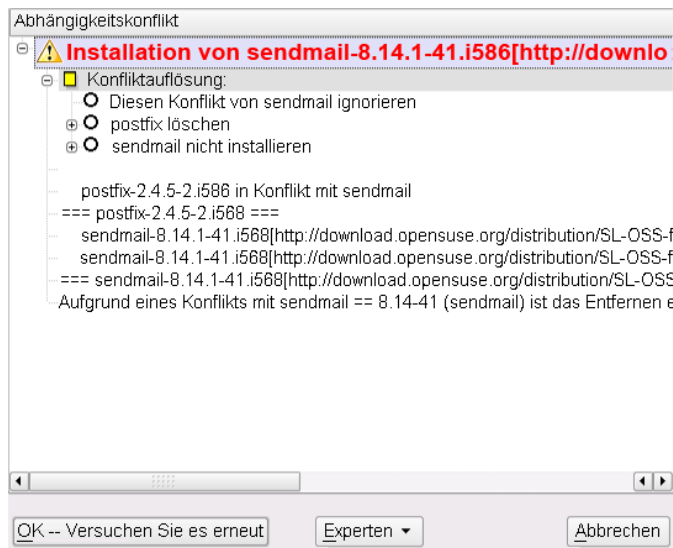 Abhängigkeitskonflikt
Installation von sendmail-8.14.1-41.i586[http://downlo
Konfliktauflösung:
Diesen Konflikt von sendmail ignorieren
postfix löschen
sendmail nicht installieren
postfix-2.4.5-2.i586 in Konflikt mit sendmail
=== postfix-2.4.5-2.i568 ===
sendmail-8.14.1-41.i568[http://download.opensuse.org/distribution/SL-OSS-f
sendmail-8.14.1-41.i568[http://download.opensuse.org/distribution/SL-OSS-f
=== sendmail-8.14.1-41.i568[http://download.opensuse.org/distribution/SL-OSS
Aufgrund eines Konflikts mit sendmail == 8.14-41 (sendmail) ist das Entfernen e
OK -- Versuchen Sie es erneut
Experten
Abbrechen